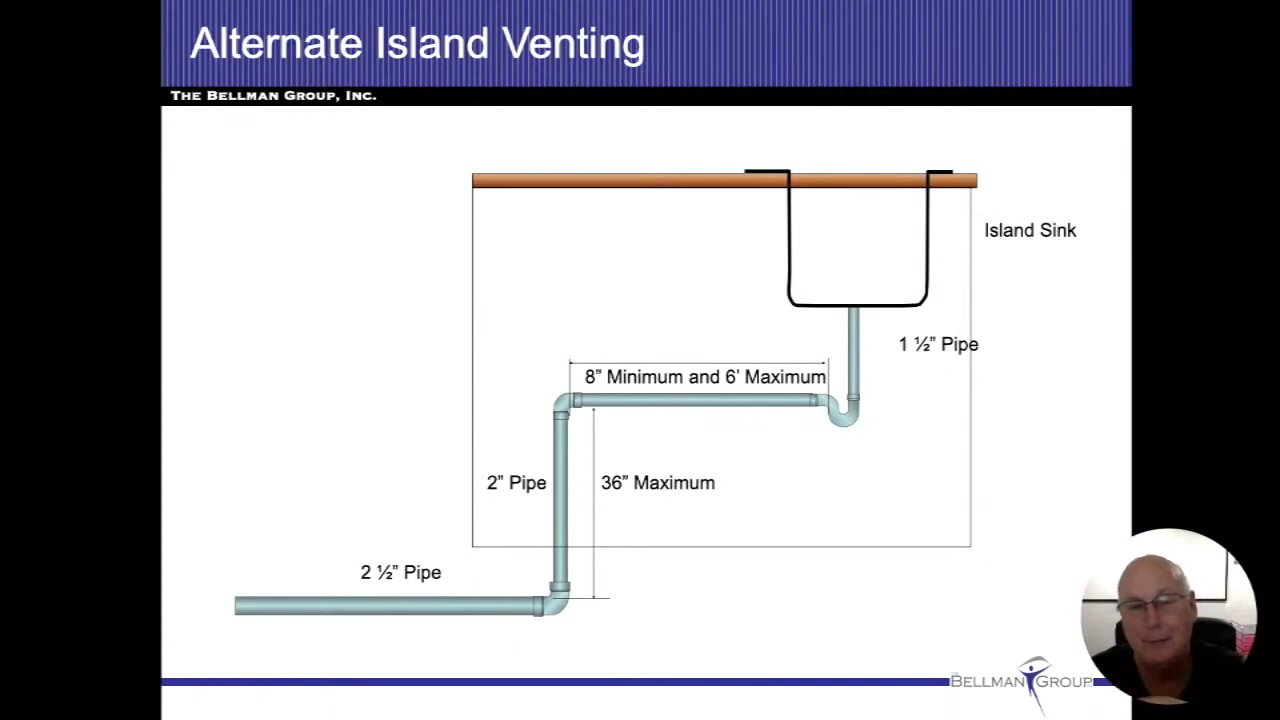 Alternate Island Venting
THE BELLMAN GROUP, INC.
Island Sink
1 ½” Pipe
8” Minimum and 6' Maximum
2” Pipe
36” Maximum
2 ½” Pipe
THE BELLMAN GROUP